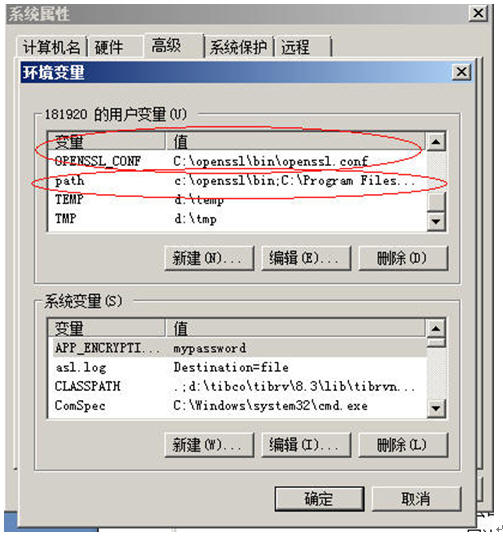 系统属性
计算机名 硬件 高级 系统保护 远程
环境变量
181920 的用户变量(U)
变量 值
OPENSSL_CONF C:\openssl\bin\openssl.conf
path c:\openssl\bin;C:\Program Files...
TEMP d:\temp
TMP d:\tmp
新建(N)... 编辑(E)... 删除(D)
系统变量(S)
变量 值
APP_ENCRYPTI... mypassword
asl.log Destination=file
CLASSPATH .;d:\tibco\tibrv\8.3\lib\tibrvn...
ComSpec C:\Windows\system32\cmd.exe
新建(W)... 编辑(I)... 删除(L)
确定 取消